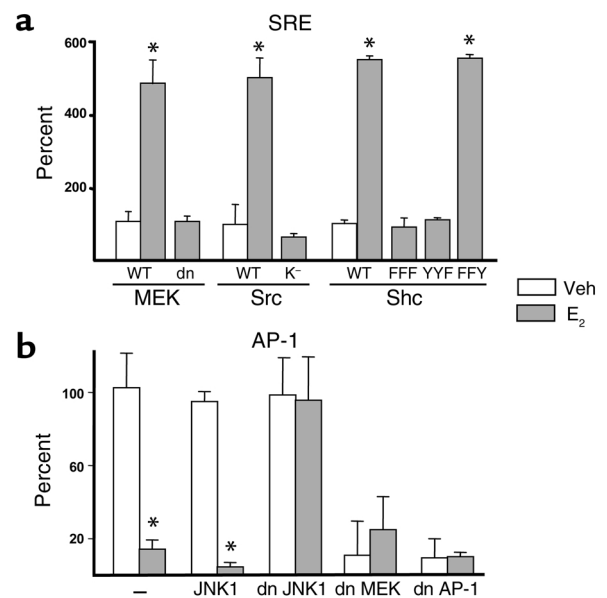 a
SRE
Percent
600
400
200
*
*
*
*
WT dn WT K⁻ WT FFF YYF FFY
MEK Src Shc
Veh
E₂
b
AP-1
Percent
100
60
20
*
*
– JNK1 dn JNK1 dn MEK dn AP-1